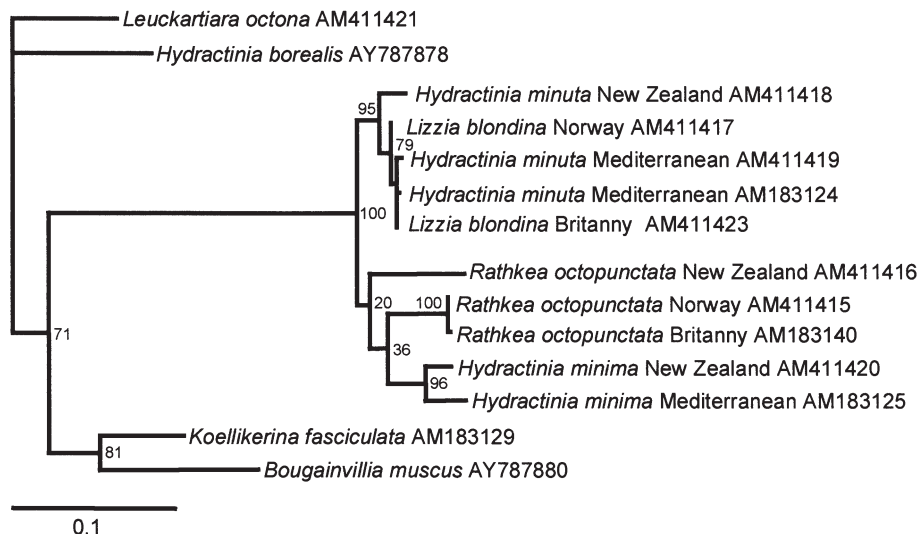 Leuckartiara octona AM411421
Hydractinia borealis AY787878
Hydractinia minuta New Zealand AM411418
95
Lizzia blondina Norway AM411417
79
Hydractinia minuta Mediterranean AM411419
Hydractinia minuta Mediterranean AM183124
100
Lizzia blondina Britanny AM411423
Rathkea octopunctata New Zealand AM411416
20
100
Rathkea octopunctata Norway AM411415
Rathkea octopunctata Britanny AM183140
71
36
Hydractinia minima New Zealand AM411420
96
Hydractinia minima Mediterranean AM183125
Koellikerina fasciculata AM183129
81
Bougainvillia muscus AY787880
0.1